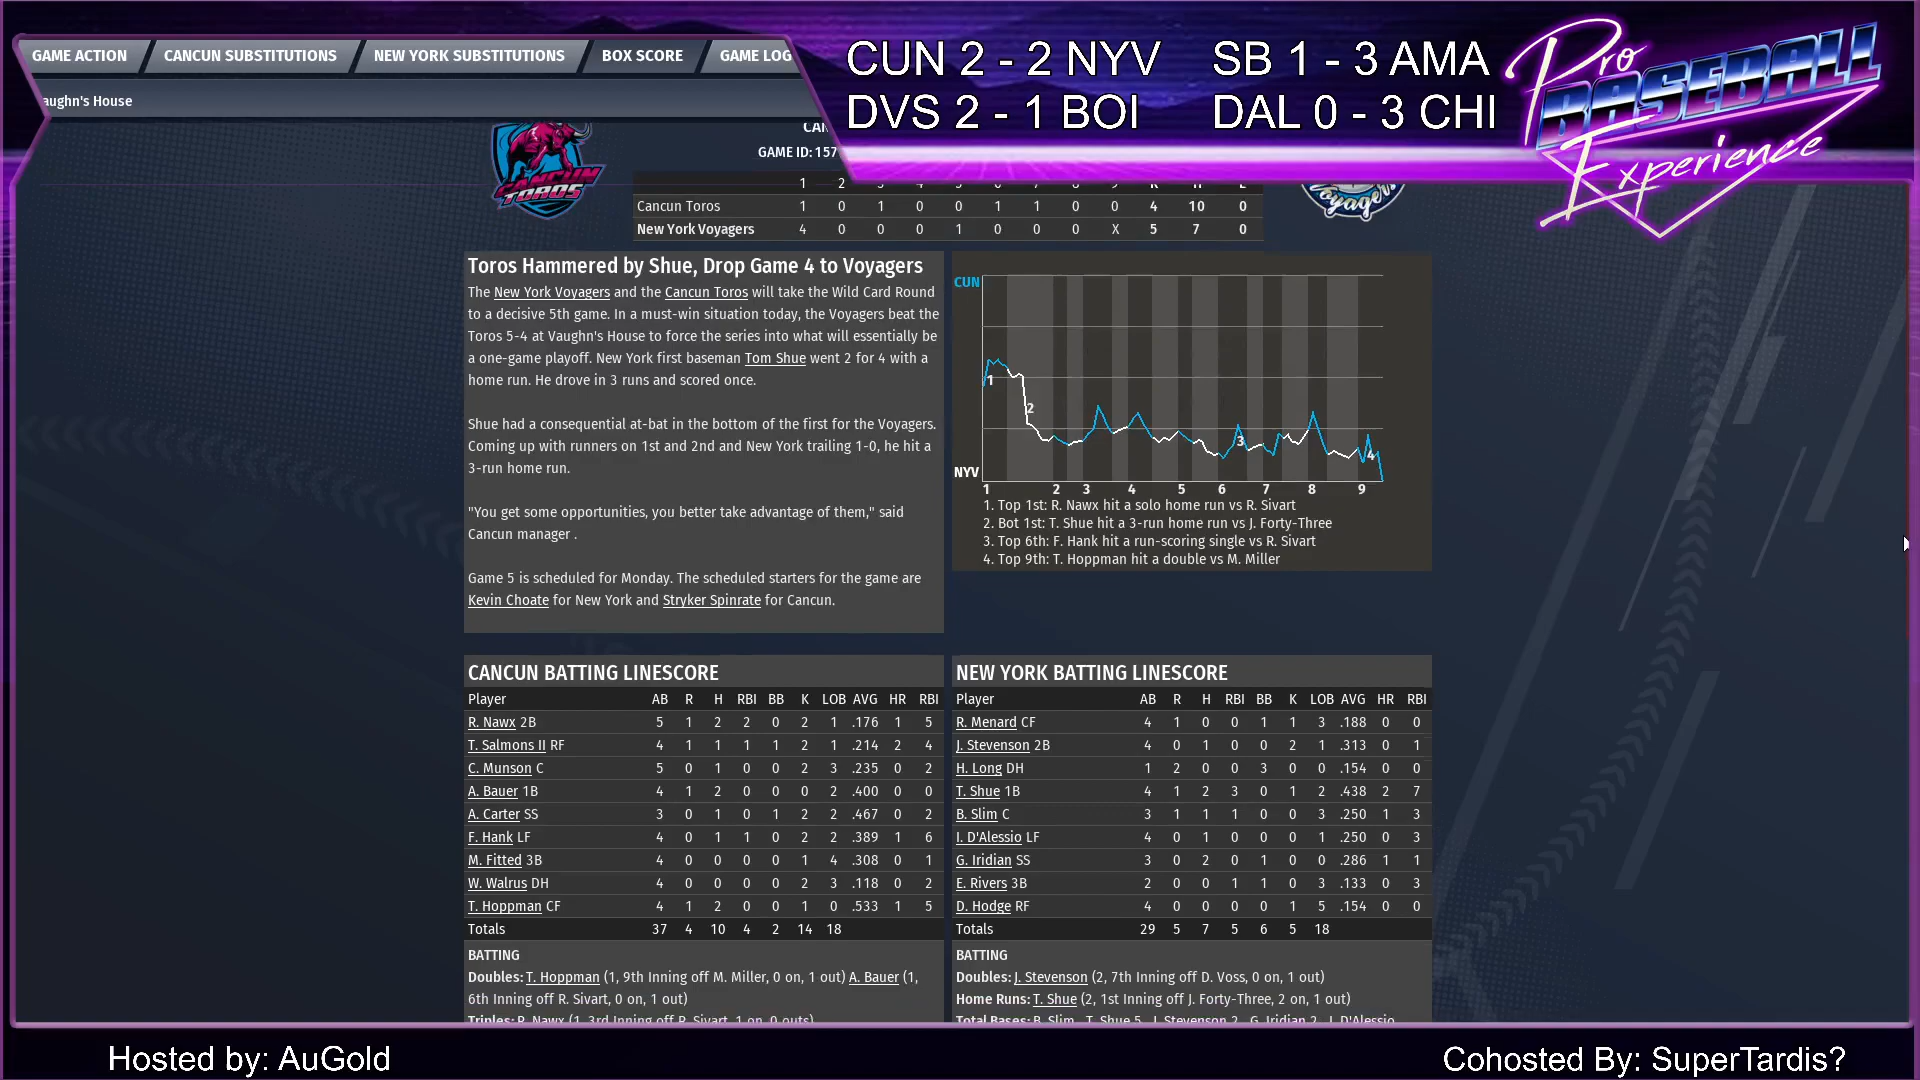 GAME ACTION CANCUN SUBSTITUTIONS NEW YORK SUBSTITUTIONS BOX SCORE GAME LOG
CUN 2 - 2 NYV SB 1 - 3 AMA
DVS 2 - 1 BOI DAL 0 - 3 CHI
Pro
BASEBALL
Experience
aughn's House
CANCUN
TOROS
CAN
GAME ID: 157
1 2
Cancun Toros 1 0 1 0 0 1 1 0 0 4 10 0
New York Voyagers 4 0 0 0 1 0 0 0 X 5 7 0
Toros Hammered by Shue, Drop Game 4 to Voyagers
The New York Voyagers and the Cancun Toros will take the Wild Card Round
to a decisive 5th game. In a must-win situation today, the Voyagers beat the
Toros 5-4 at Vaughn's House to force the series into what will essentially be
a one-game playoff. New York first baseman Tom Shue went 2 for 4 with a
home run. He drove in 3 runs and scored once.
Shue had a consequential at-bat in the bottom of the first for the Voyagers.
Coming up with runners on 1st and 2nd and New York trailing 1-0, he hit a
3-run home run.
"You get some opportunities, you better take advantage of them," said
Cancun manager .
Game 5 is scheduled for Monday. The scheduled starters for the game are
Kevin Choate for New York and Stryker Spinrate for Cancun.
CUN
1
2
3
4
NYV
1 2 3 4 5 6 7 8 9
1. Top 1st: R. Nawx hit a solo home run vs R. Sivart
2. Bot 1st: T. Shue hit a 3-run home run vs J. Forty-Three
3. Top 6th: F. Hank hit a run-scoring single vs R. Sivart
4. Top 9th: T. Hoppman hit a double vs M. Miller
CANCUN BATTING LINESCORE
Player AB R H RBI BB K LOB AVG HR RBI
R. Nawx 2B 5 1 2 2 0 2 1 .176 1 5
T. Salmons II RF 4 1 1 1 1 2 1 .214 2 4
C. Munson C 5 0 1 0 0 2 3 .235 0 2
A. Bauer 1B 4 1 2 0 0 0 2 .400 0 0
A. Carter SS 3 0 1 0 1 2 2 .467 0 2
F. Hank LF 4 0 1 1 0 2 2 .389 1 6
M. Fitted 3B 4 0 0 0 0 1 4 .308 0 1
W. Walrus DH 4 0 0 0 0 2 3 .118 0 2
T. Hoppman CF 4 1 2 0 0 1 0 .533 1 5
Totals 37 4 10 4 2 14 18
BATTING
Doubles: T. Hoppman (1, 9th Inning off M. Miller, 0 on, 1 out) A. Bauer (1,
6th Inning off R. Sivart, 0 on, 1 out)
Triples: R. Nawx (1, 3rd Inning off R. Sivart, 1 on, 0 outs)
NEW YORK BATTING LINESCORE
Player AB R H RBI BB K LOB AVG HR RBI
R. Menard CF 4 1 0 0 1 1 3 .188 0 0
J. Stevenson 2B 4 0 1 0 0 2 1 .313 0 1
H. Long DH 1 2 0 0 3 0 0 .154 0 0
T. Shue 1B 4 1 2 3 0 1 2 .438 2 7
B. Slim C 3 1 1 1 0 0 3 .250 1 3
I. D'Alessio LF 4 0 1 0 0 0 1 .250 0 3
G. Iridian SS 3 0 2 0 1 0 0 .286 1 1
E. Rivers 3B 2 0 0 1 1 0 3 .133 0 3
D. Hodge RF 4 0 0 0 0 1 5 .154 0 0
Totals 29 5 7 5 6 5 18
BATTING
Doubles: J. Stevenson (2, 7th Inning off D. Voss, 0 on, 1 out)
Home Runs: T. Shue (2, 1st Inning off J. Forty-Three, 2 on, 1 out)
Total Bases: B. Slim , T. Shue 5 , J. Stevenson 2 , G. Iridian 2 , I. D'Alessio
Hosted by: AuGold
Cohosted By: SuperTardis?